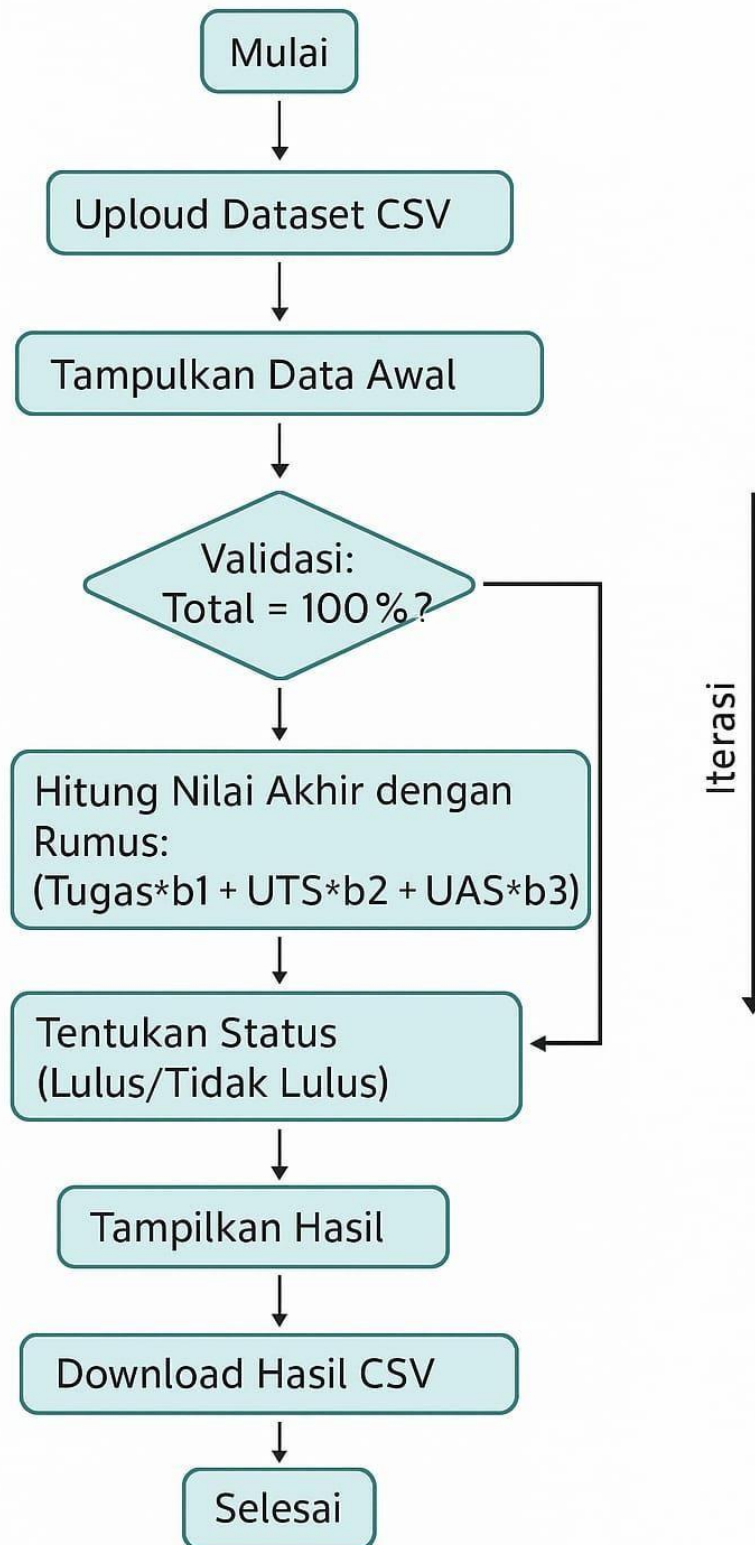 Mulai
Uploud Dataset CSV
Tampulkan Data Awal
Validasi:
Total = 100%?
Hitung Nilai Akhir dengan
Rumus:
(Tugas*b1 + UTS*b2 + UAS*b3)
Tentukan Status
(Lulus/Tidak Lulus)
Tampilkan Hasil
Download Hasil CSV
Selesai
Iterasi